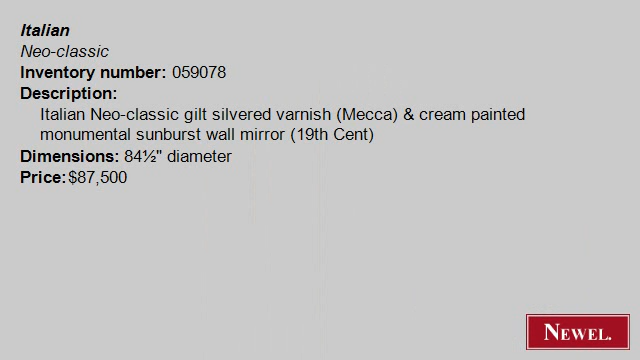 Italian
Neo-classic
Inventory number: 059078
Description:
Italian Neo-classic gilt silvered varnish (Mecca) & cream painted
monumental sunburst wall mirror (19th Cent)
Dimensions: 84½" diameter
Price:$87,500
NEWEL.